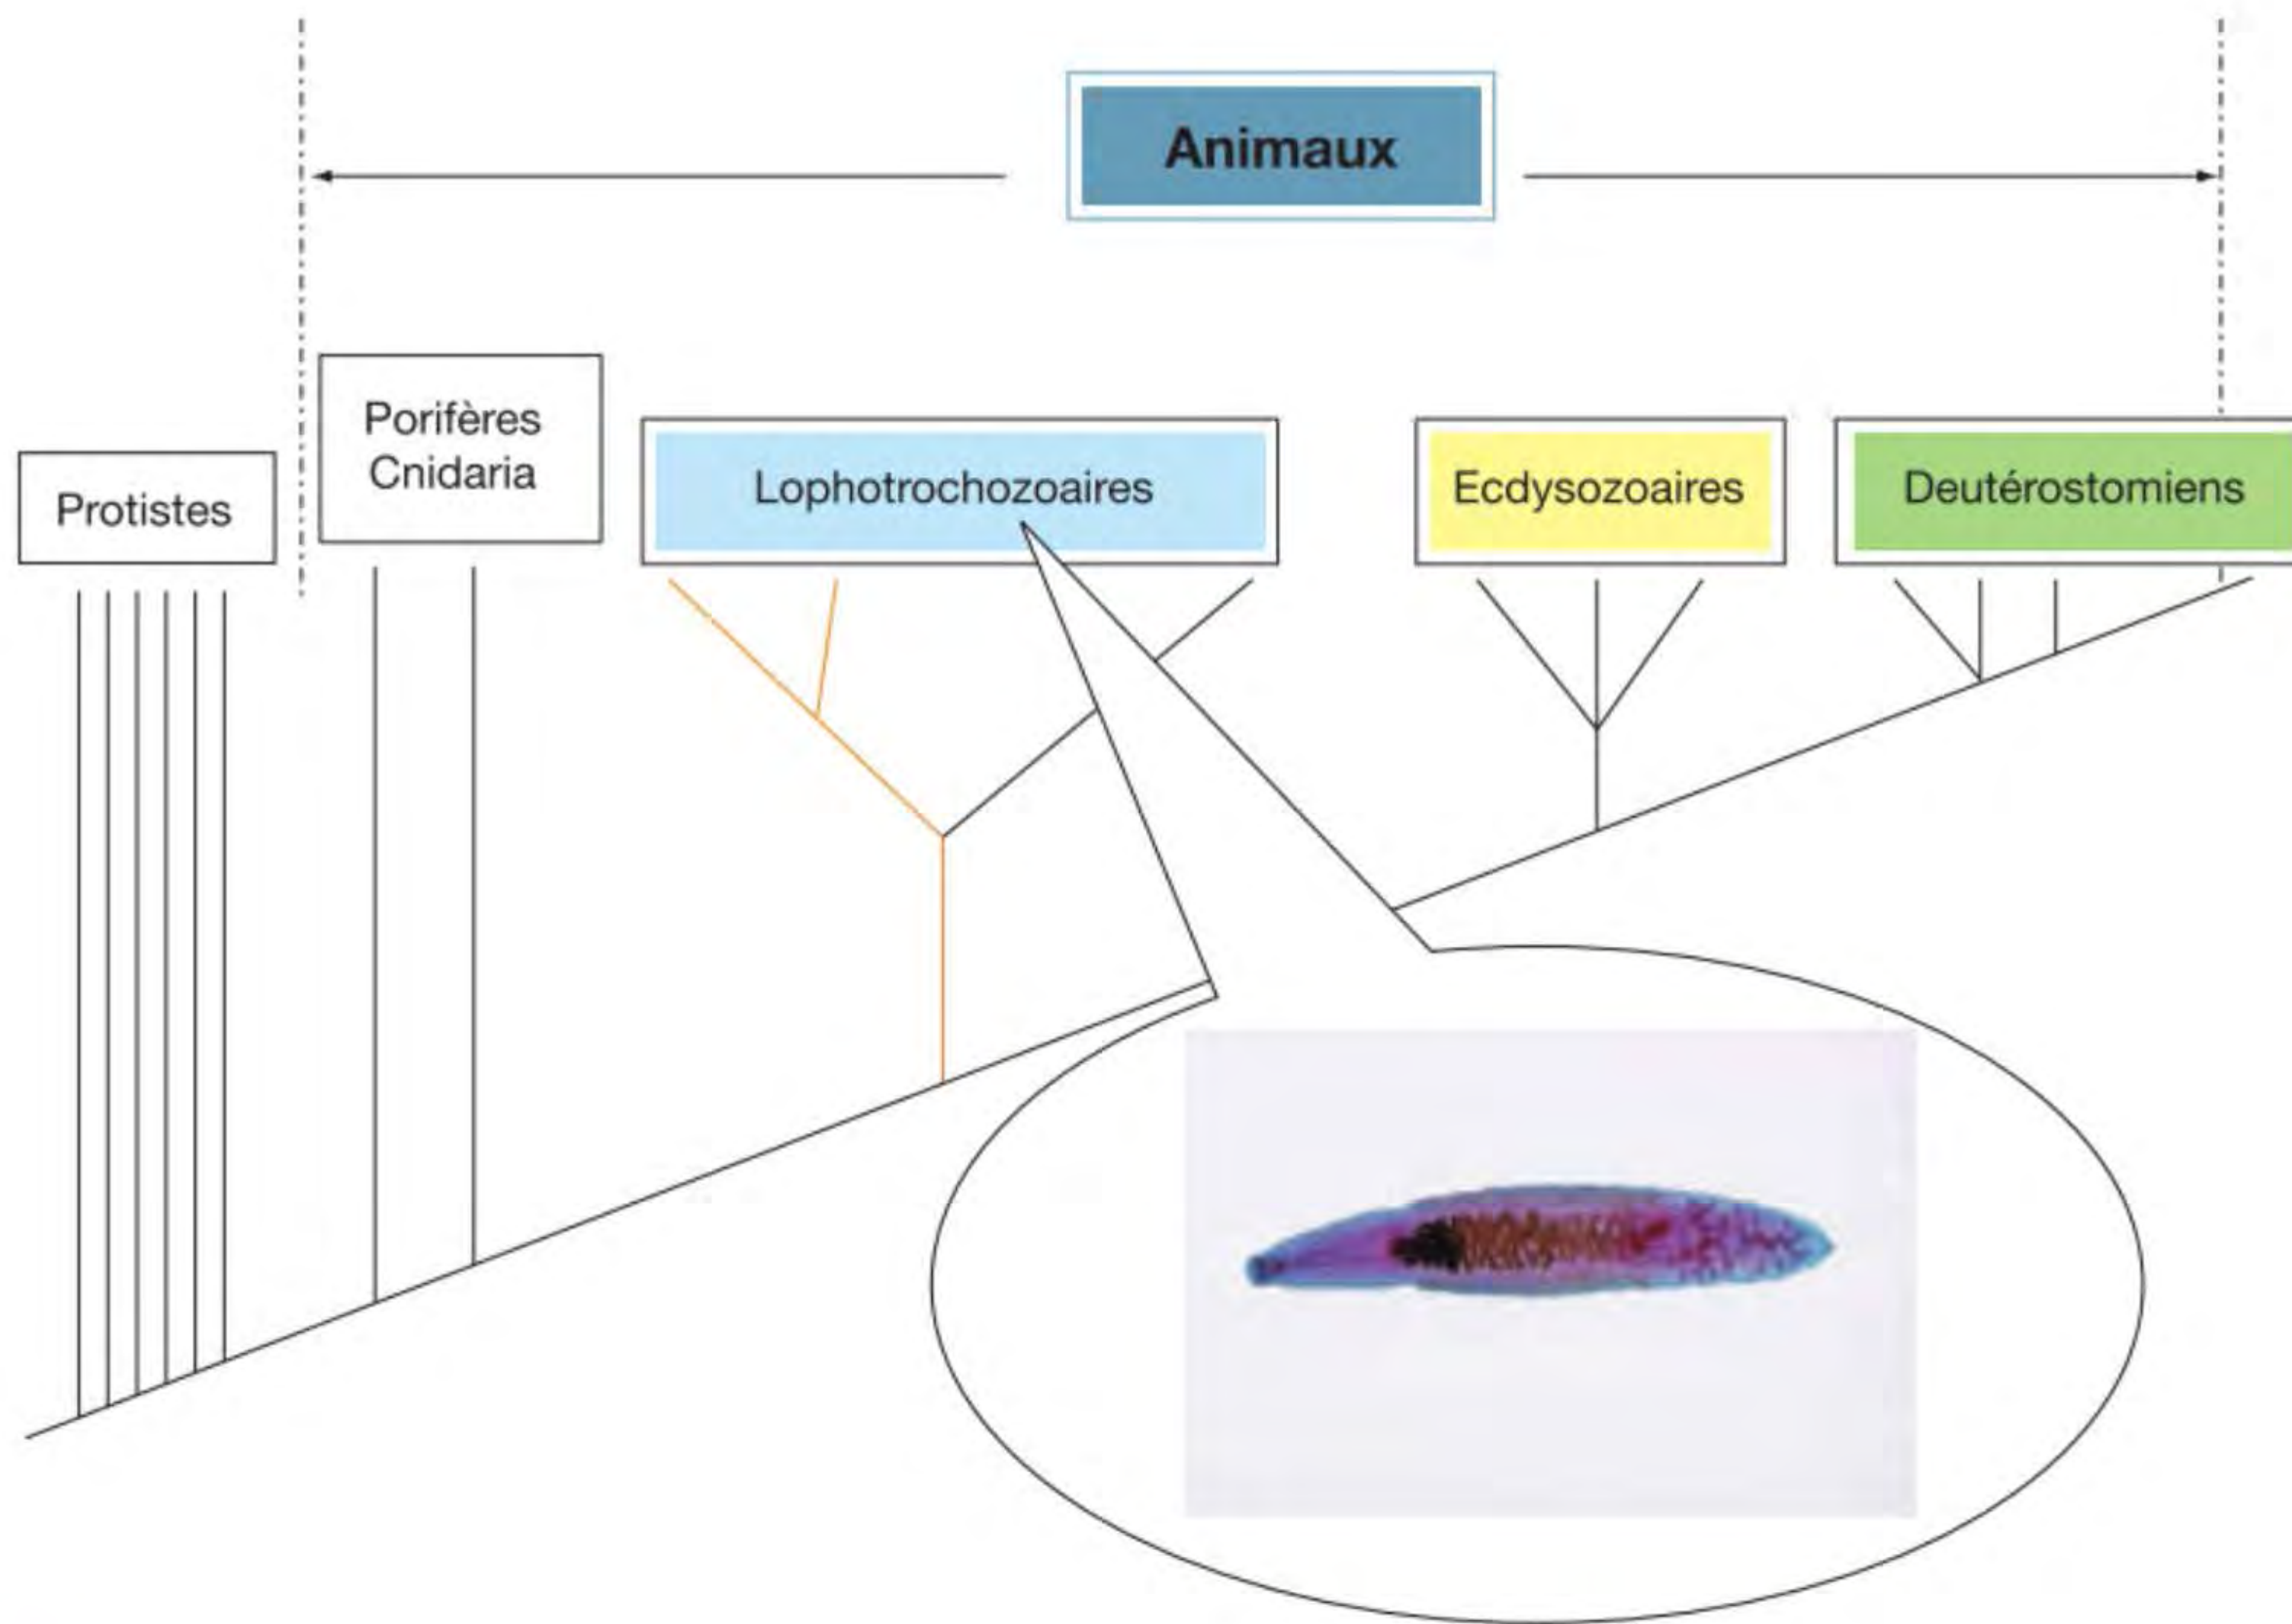 Animaux
Porifères
Cnidaria
Protistes
Lophotrochozoaires
Ecdysozoaires
Deutérostomiens